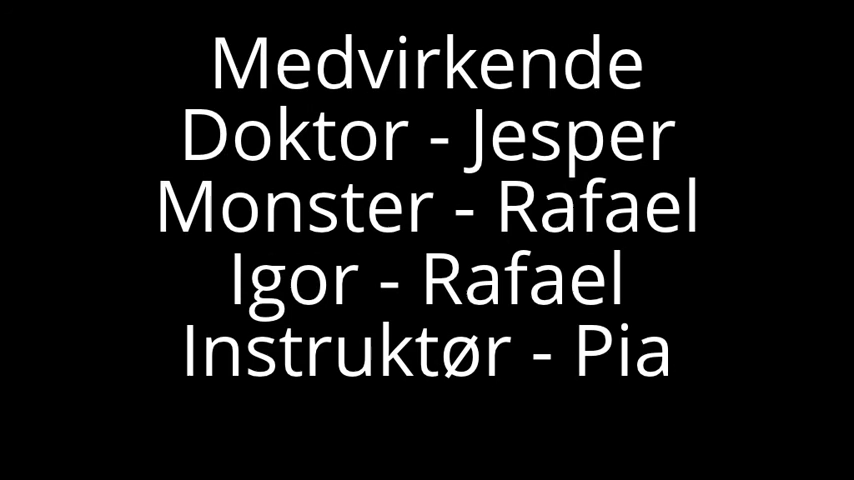 Medvirkende
Doktor - Jesper
Monster - Rafael
Igor - Rafael
Instruktør - Pia